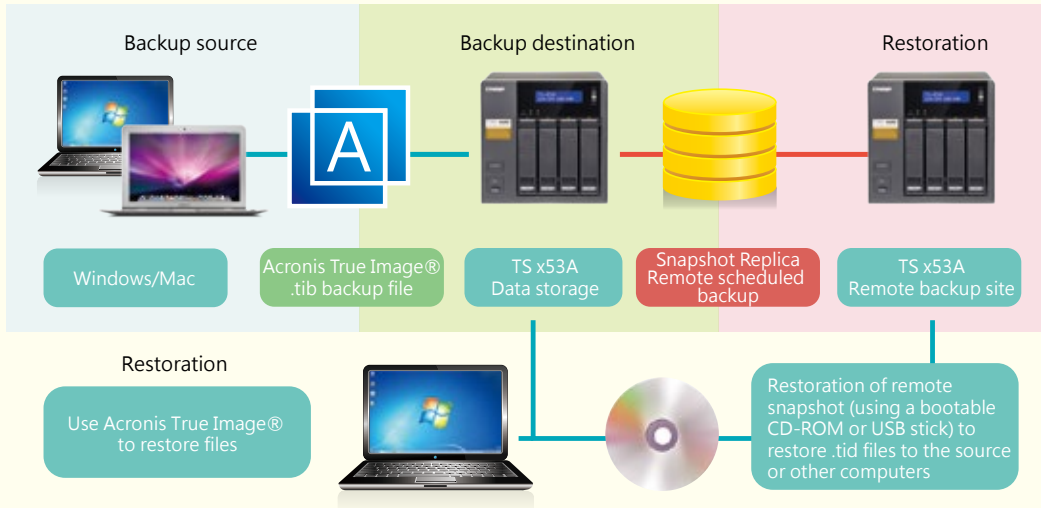 Backup source
Backup destination
Restoration
A
Windows/Mac
Acronis True Image®
.tib backup file
TS x53A
Data storage
Snapshot Replica
Remote scheduled
backup
TS x53A
Remote backup site
Restoration
Use Acronis True Image®
to restore files
Restoration of remote
snapshot (using a bootable
CD-ROM or USB stick) to
restore .tid files to the source
or other computers